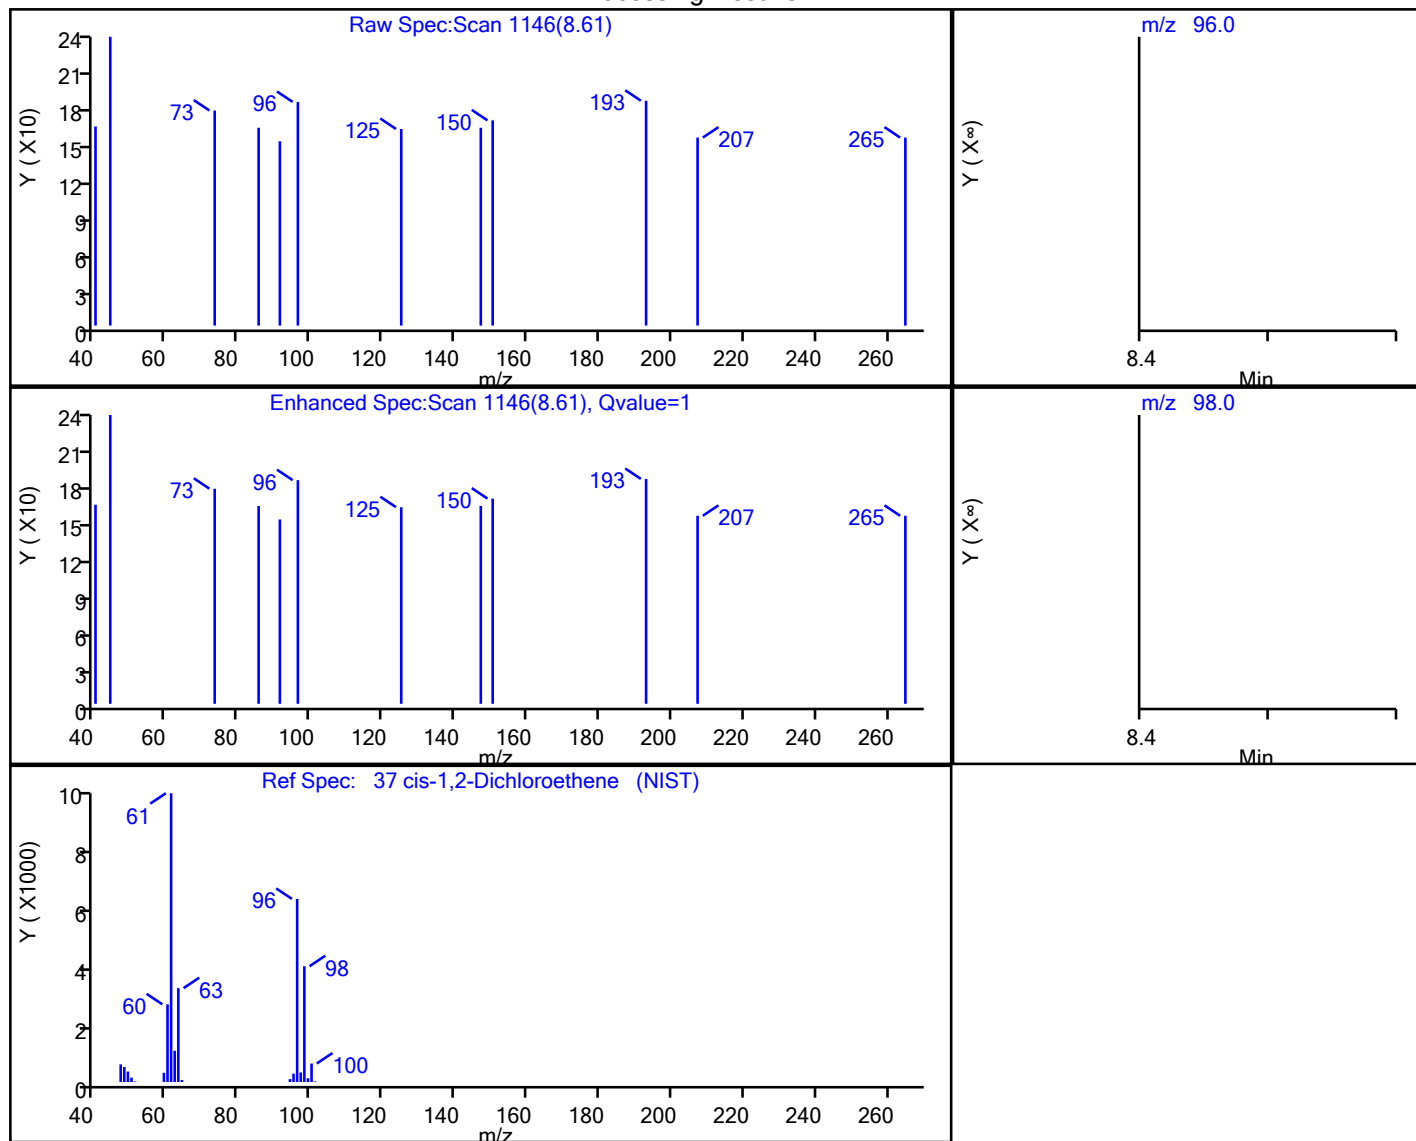 Raw Spec:Scan 1146(8.61)
Y ( X10)
24
21
18
15
12
9
6
3
0
73
96
125
150
193
207
265
40 60 80 100 120 140 160 180 200 220 240 260
m/z
m/z 96.0
Y ( X∞)
8.4
Min
Enhanced Spec:Scan 1146(8.61), Qvalue=1
Y ( X10)
24
21
18
15
12
9
6
3
0
73
96
125
150
193
207
265
40 60 80 100 120 140 160 180 200 220 240 260
m/z
m/z 98.0
Y ( X∞)
8.4
Min
Ref Spec: 37 cis-1,2-Dichloroethene (NIST)
Y ( X1000)
10
8
6
4
2
0
61
60
63
96
98
100
40 60 80 100 120 140 160 180 200 220 240 260
m/z